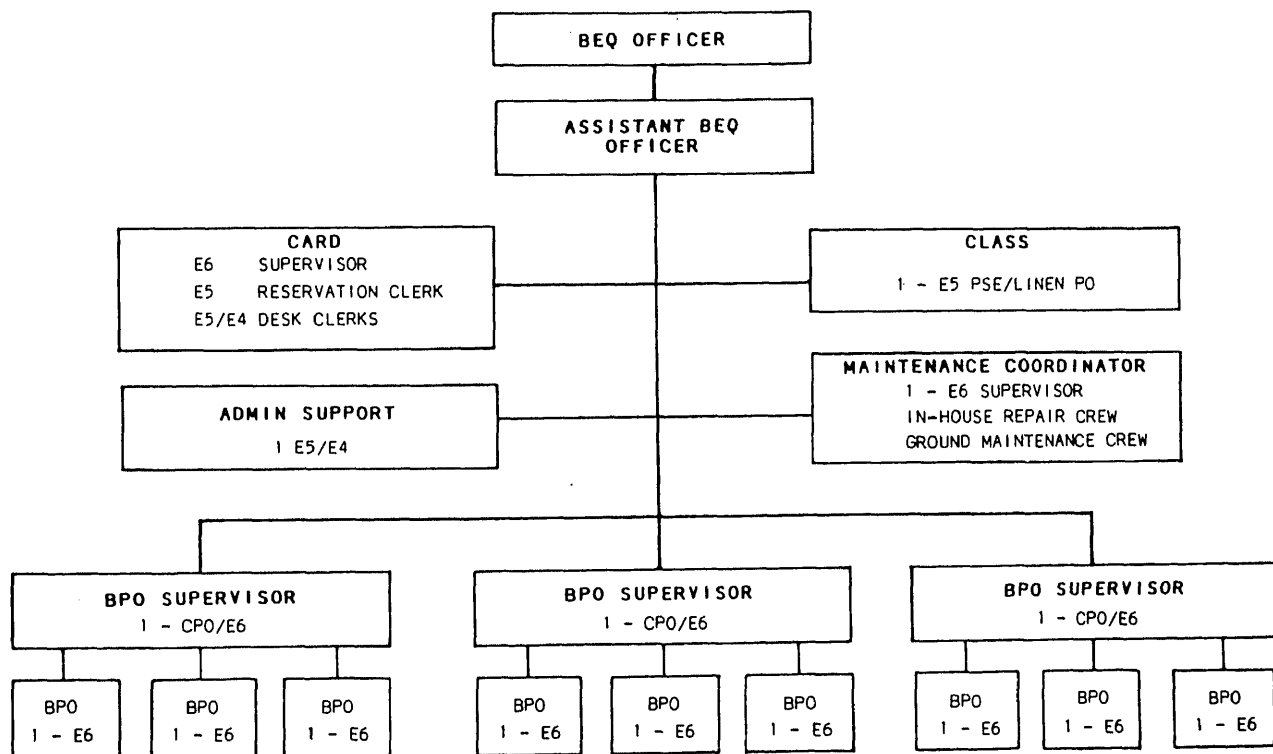 BEQ OFFICER
ASSISTANT BEQ
OFFICER
CARD
E6 SUPERVISOR
E5 RESERVATION CLERK
E5/E4 DESK CLERKS
CLASS
1 - E5 PSE/LINEN PO
ADMIN SUPPORT
1 E5/E4
MAINTENANCE COORDINATOR
1 - E6 SUPERVISOR
IN-HOUSE REPAIR CREW
GROUND MAINTENANCE CREW
BPO SUPERVISOR
1 - CPO/E6
BPO SUPERVISOR
1 - CPO/E6
BPO SUPERVISOR
1 - CPO/E6
BPO
1 - E6
BPO
1 - E6
BPO
1 - E6
BPO
1 - E6
BPO
1 - E6
BPO
1 - E6
BPO
1 - E6
BPO
1 - E6
BPO
1 - E6